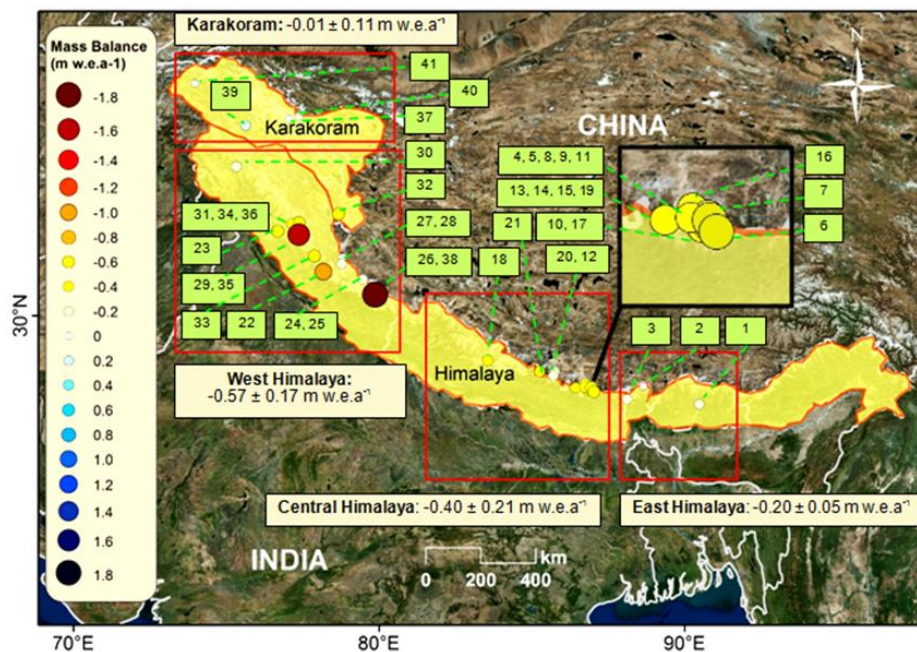 Karakoram: -0.01 ± 0.11 m w.e.a⁻¹
Mass Balance
(m w.e.a-1)
-1.8
-1.6
-1.4
-1.2
-1.0
-0.8
-0.6
-0.4
-0.2
0
0.2
0.4
0.6
0.8
1.0
1.2
1.4
1.6
1.8
N
41
39
40
37
Karakoram
CHINA
30
32
4, 5, 8, 9, 11
16
13, 14, 15, 19
7
31, 34, 36
27, 28
21
10, 17
6
23
26, 38
18
20, 12
29, 35
33
22
24, 25
3
2
1
30°N
Himalaya
West Himalaya:
-0.57 ± 0.17 m w.e.a⁻¹
Central Himalaya: -0.40 ± 0.21 m w.e.a⁻¹
East Himalaya: -0.20 ± 0.05 m w.e.a⁻¹
INDIA
km
0 200 400
70°E
80°E
90°E